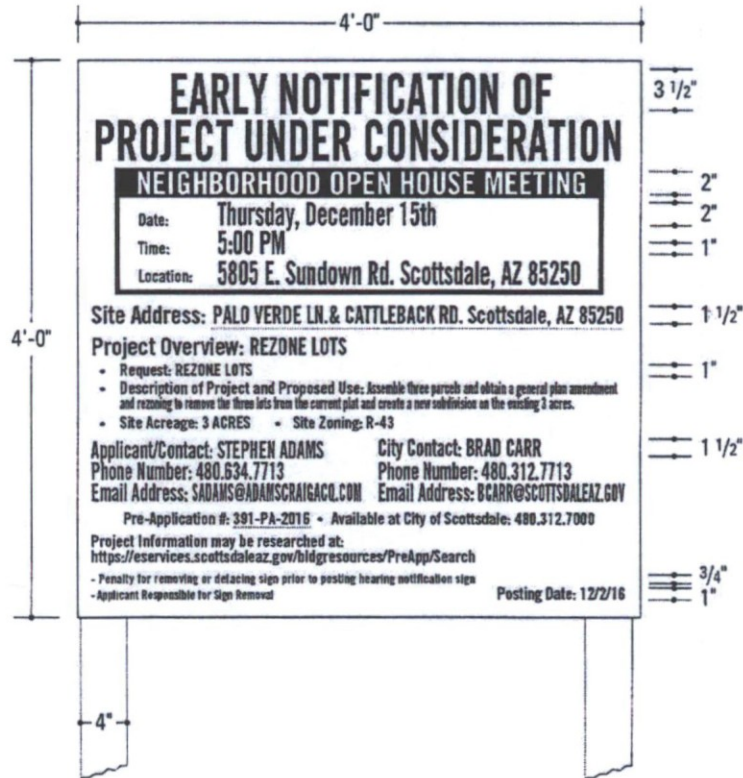 4'-0"
EARLY NOTIFICATION OF
PROJECT UNDER CONSIDERATION
NEIGHBORHOOD OPEN HOUSE MEETING
Date: Thursday, December 15th
Time: 5:00 PM
Location: 5805 E. Sundown Rd. Scottsdale, AZ 85250
Site Address: PALO VERDE LN.& CATTLEBACK RD. Scottsdale, AZ 85250
Project Overview: REZONE LOTS
• Request: REZONE LOTS
• Description of Project and Proposed Use: Assemble three parcels and obtain a general plan amendment
and rezoning to remove the three lots from the current plat and create a new subdivision on the existing 3 acres.
• Site Acreage: 3 ACRES • Site Zoning: R-43
Applicant/Contact: STEPHEN ADAMS City Contact: BRAD CARR
Phone Number: 480.634.7713 Phone Number: 480.312.7713
Email Address: SADAMS@ADAMSCRAIGACQ.COM Email Address: BCARR@SCOTTSDALEAZ.GOV
Pre-Application #: 391-PA-2016 • Available at City of Scottsdale: 480.312.7000
Project Information may be researched at:
https://eservices.scottsdaleaz.gov/bldgresources/PreApp/Search
- Penalty for removing or defacing sign prior to posting hearing notification sign
- Applicant Responsible for Sign Removal Posting Date: 12/2/16
4'-0"
3 1/2"
2"
2"
1"
1 1/2"
1"
1 1/2"
3/4"
1"
4"